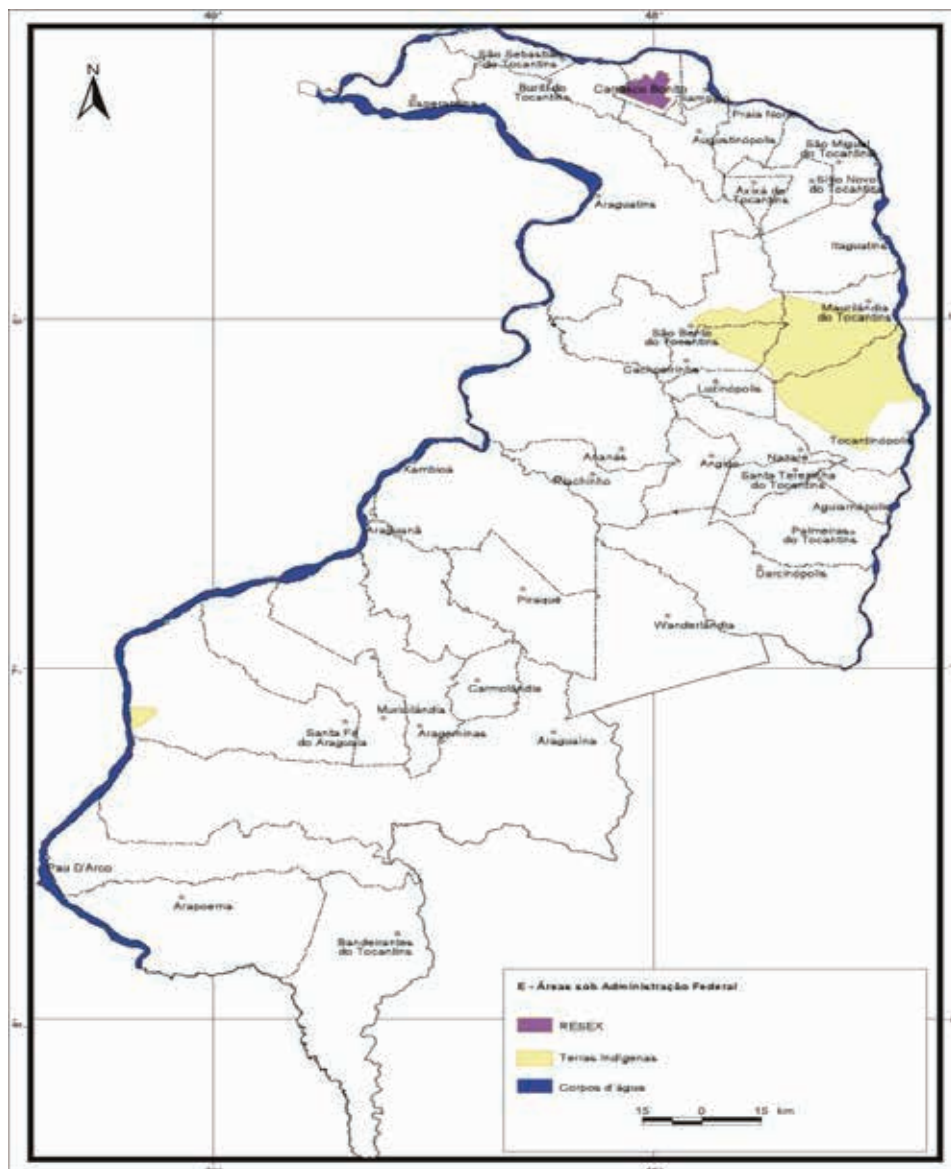 N
São Sebastião
do Tocantins
Esperantina
Buriti do
Tocantins
Carrasco Bonito
Sampaio
Praia Norte
Augustinópolis
São Miguel
do Tocantins
Sítio Novo
do Tocantins
Axixá do
Tocantins
Araguatins
Itaguatins
Maurilândia
do Tocantins
São Bento
do Tocantins
Cachoeirinha
Luzinópolis
Tocantinópolis
Ananás
Angico
Nazaré
Riachinho
Santa Terezinha
do Tocantins
Xambioá
Aguiarnópolis
Araguanã
Palmeiras
do Tocantins
Darcinópolis
Piraquê
Wanderlândia
Carmolândia
Muricilândia
Santa Fé
do Araguaia
Aragominas
Araguaína
Pau D'Arco
Arapoema
Bandeirantes
do Tocantins
E - Áreas sob Administração Federal
RESEX
Terras Indígenas
Corpos d'água
15 0 15 km